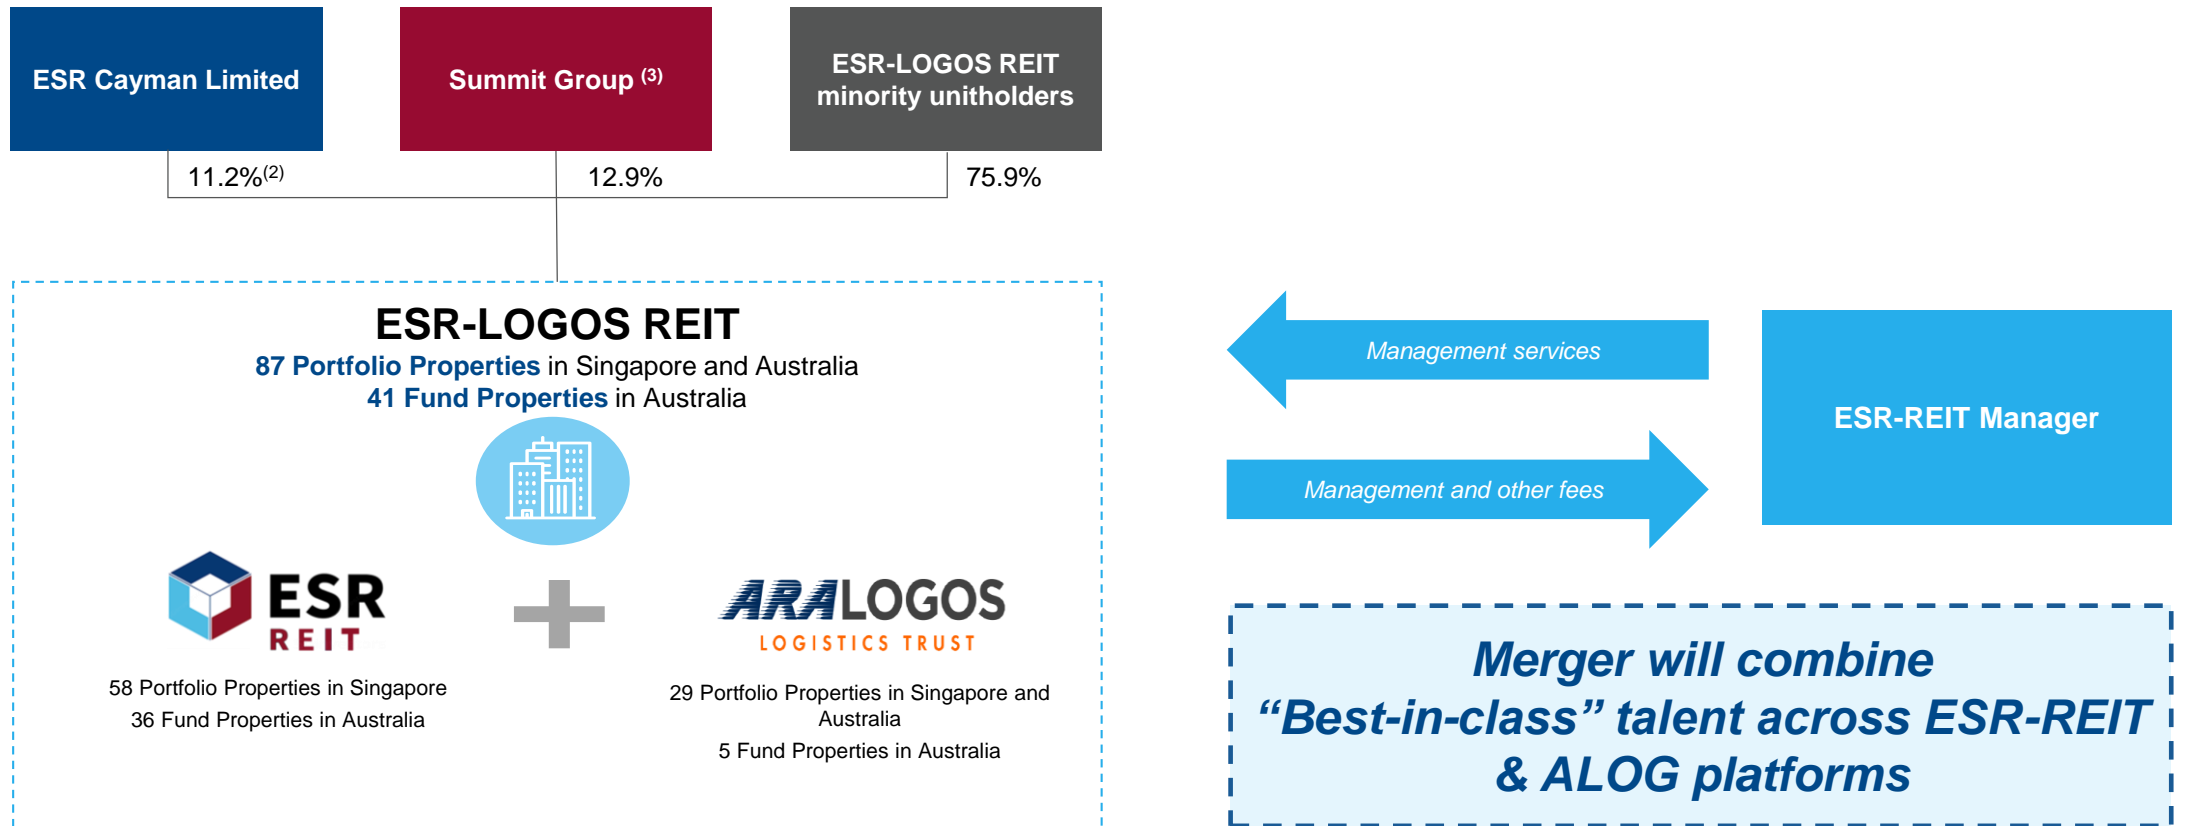 ESR Cayman Limited
Summit Group (3)
ESR-LOGOS REIT
minority unitholders
11.2%(2)
12.9%
75.9%
ESR-LOGOS REIT
87 Portfolio Properties in Singapore and Australia
41 Fund Properties in Australia
ESR
REIT
58 Portfolio Properties in Singapore
36 Fund Properties in Australia
ARALOGOS
LOGISTICS TRUST
29 Portfolio Properties in Singapore and
Australia
5 Fund Properties in Australia
Management services
Management and other fees
ESR-REIT Manager
Merger will combine
“Best-in-class” talent across ESR-REIT
& ALOG platforms